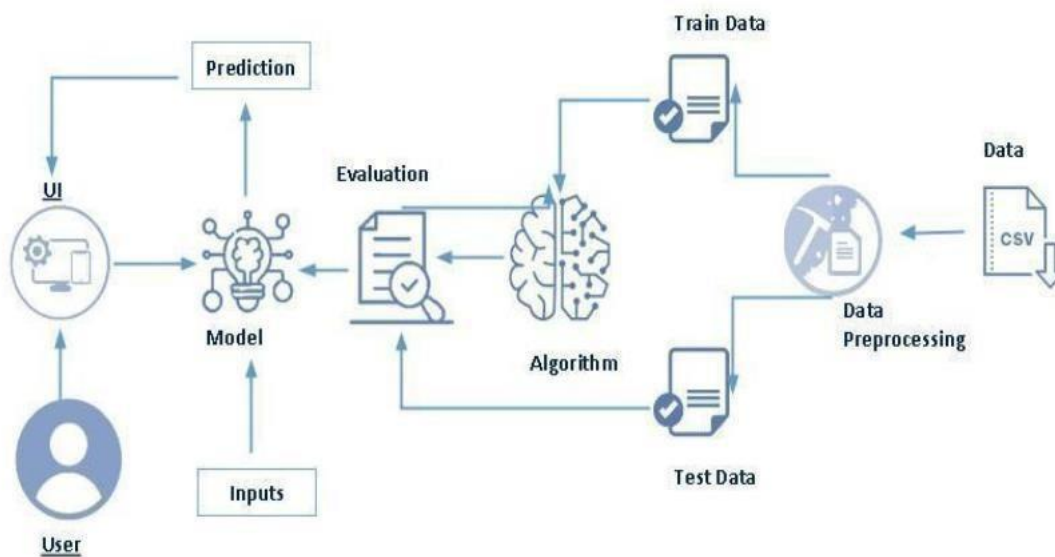 Train Data
Prediction
Data
Evaluation
UI
CSV
Model
Data
Preprocessing
Algorithm
Test Data
Inputs
User